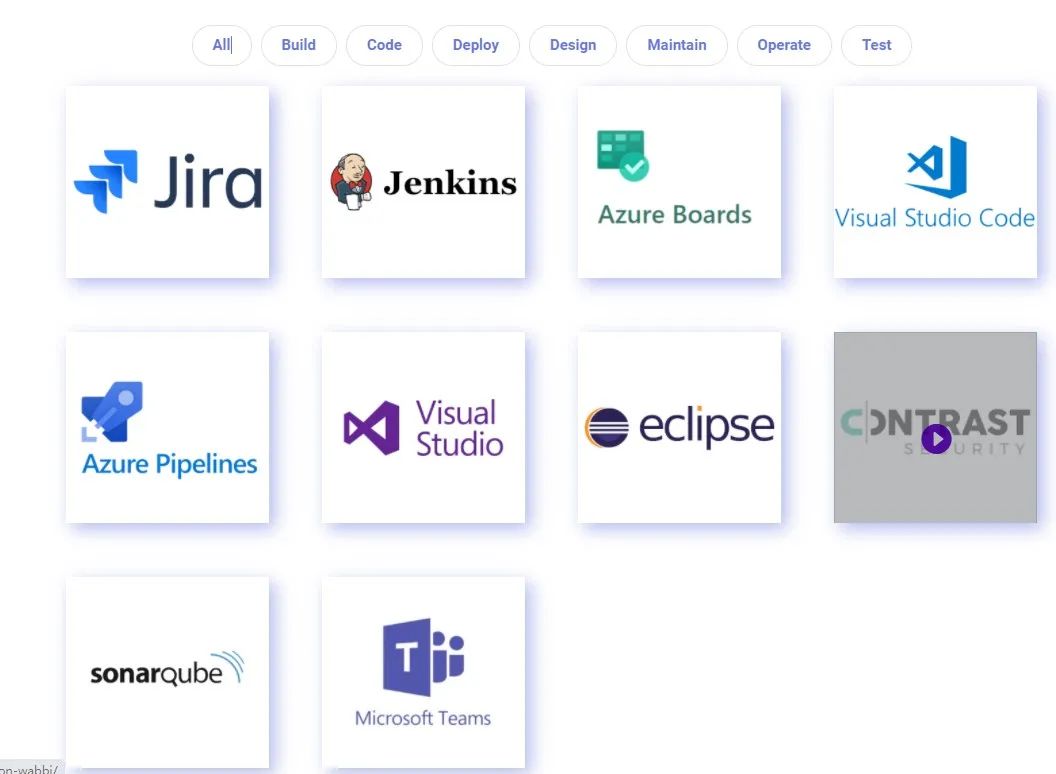 All
Build
Code
Deploy
Design
Maintain
Operate
Test
Jira
Jenkins
Azure Boards
Visual Studio Code
Azure Pipelines
Visual
Studio
eclipse
CONTRAST
SECURITY
sonarqube
T
Microsoft Teams
on-wabbi/